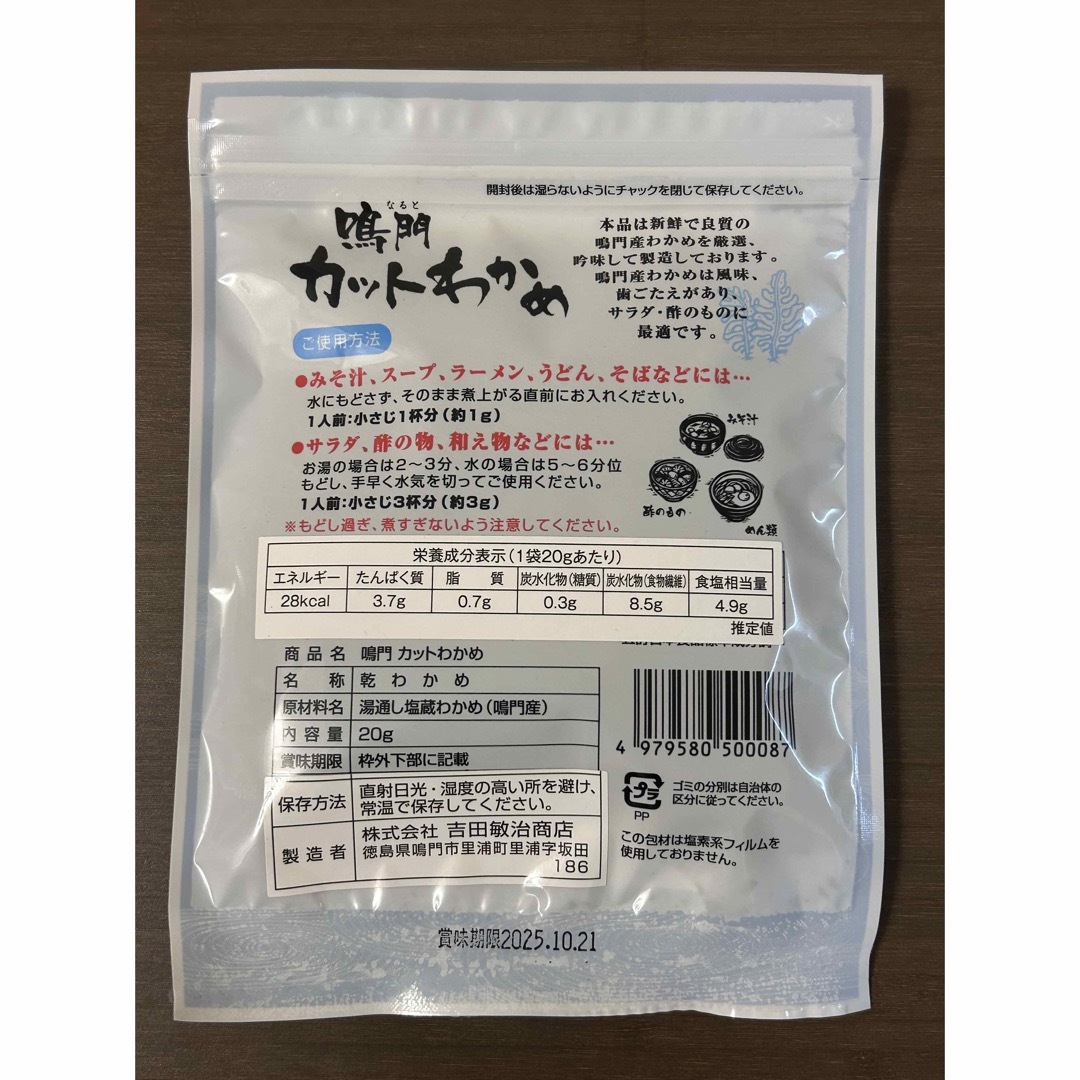 開封後は湿らないようにチャックを閉じて保存してください。
なると
鳴門
カットわかめ
本品は新鮮で良質の
鳴門産わかめを厳選、
吟味して製造しております。
鳴門産わかめは風味、
歯ごたえがあり、
サラダ・酢のものに
最適です。
ご使用方法
●みそ汁、スープ、ラーメン、うどん、そばなどには…
水にもどさず、そのまま煮上がる直前にお入れください。
1人前:小さじ1杯分(約1g)
●サラダ、酢の物、和え物などには…
お湯の場合は2〜3分、水の場合は5〜6分位
もどし、手早く水気を切ってご使用ください。
1人前:小さじ3杯分(約3g)
※もどし過ぎ、煮すぎないよう注意してください。
みそ汁
酢のもの
めん類
栄養成分表示(1袋20gあたり)
エネルギー たんぱく質 脂質 炭水化物(糖質) 炭水化物(食物繊維) 食塩相当量
28kcal 3.7g 0.7g 0.3g 8.5g 4.9g
推定値
商品名 鳴門 カットわかめ
名称 乾わかめ
原材料名 湯通し塩蔵わかめ(鳴門産)
内容量 20g
賞味期限 枠外下部に記載
保存方法 直射日光・湿度の高い所を避け、
常温で保存してください。
製造者 株式会社 吉田敏治商店
徳島県鳴門市里浦町里浦字坂田
186
4 979580 500087
プラ
PP
ゴミの分別は自治体の
区分に従ってください。
この包材は塩素系フィルムを
使用しておりません。
賞味期限2025.10.21